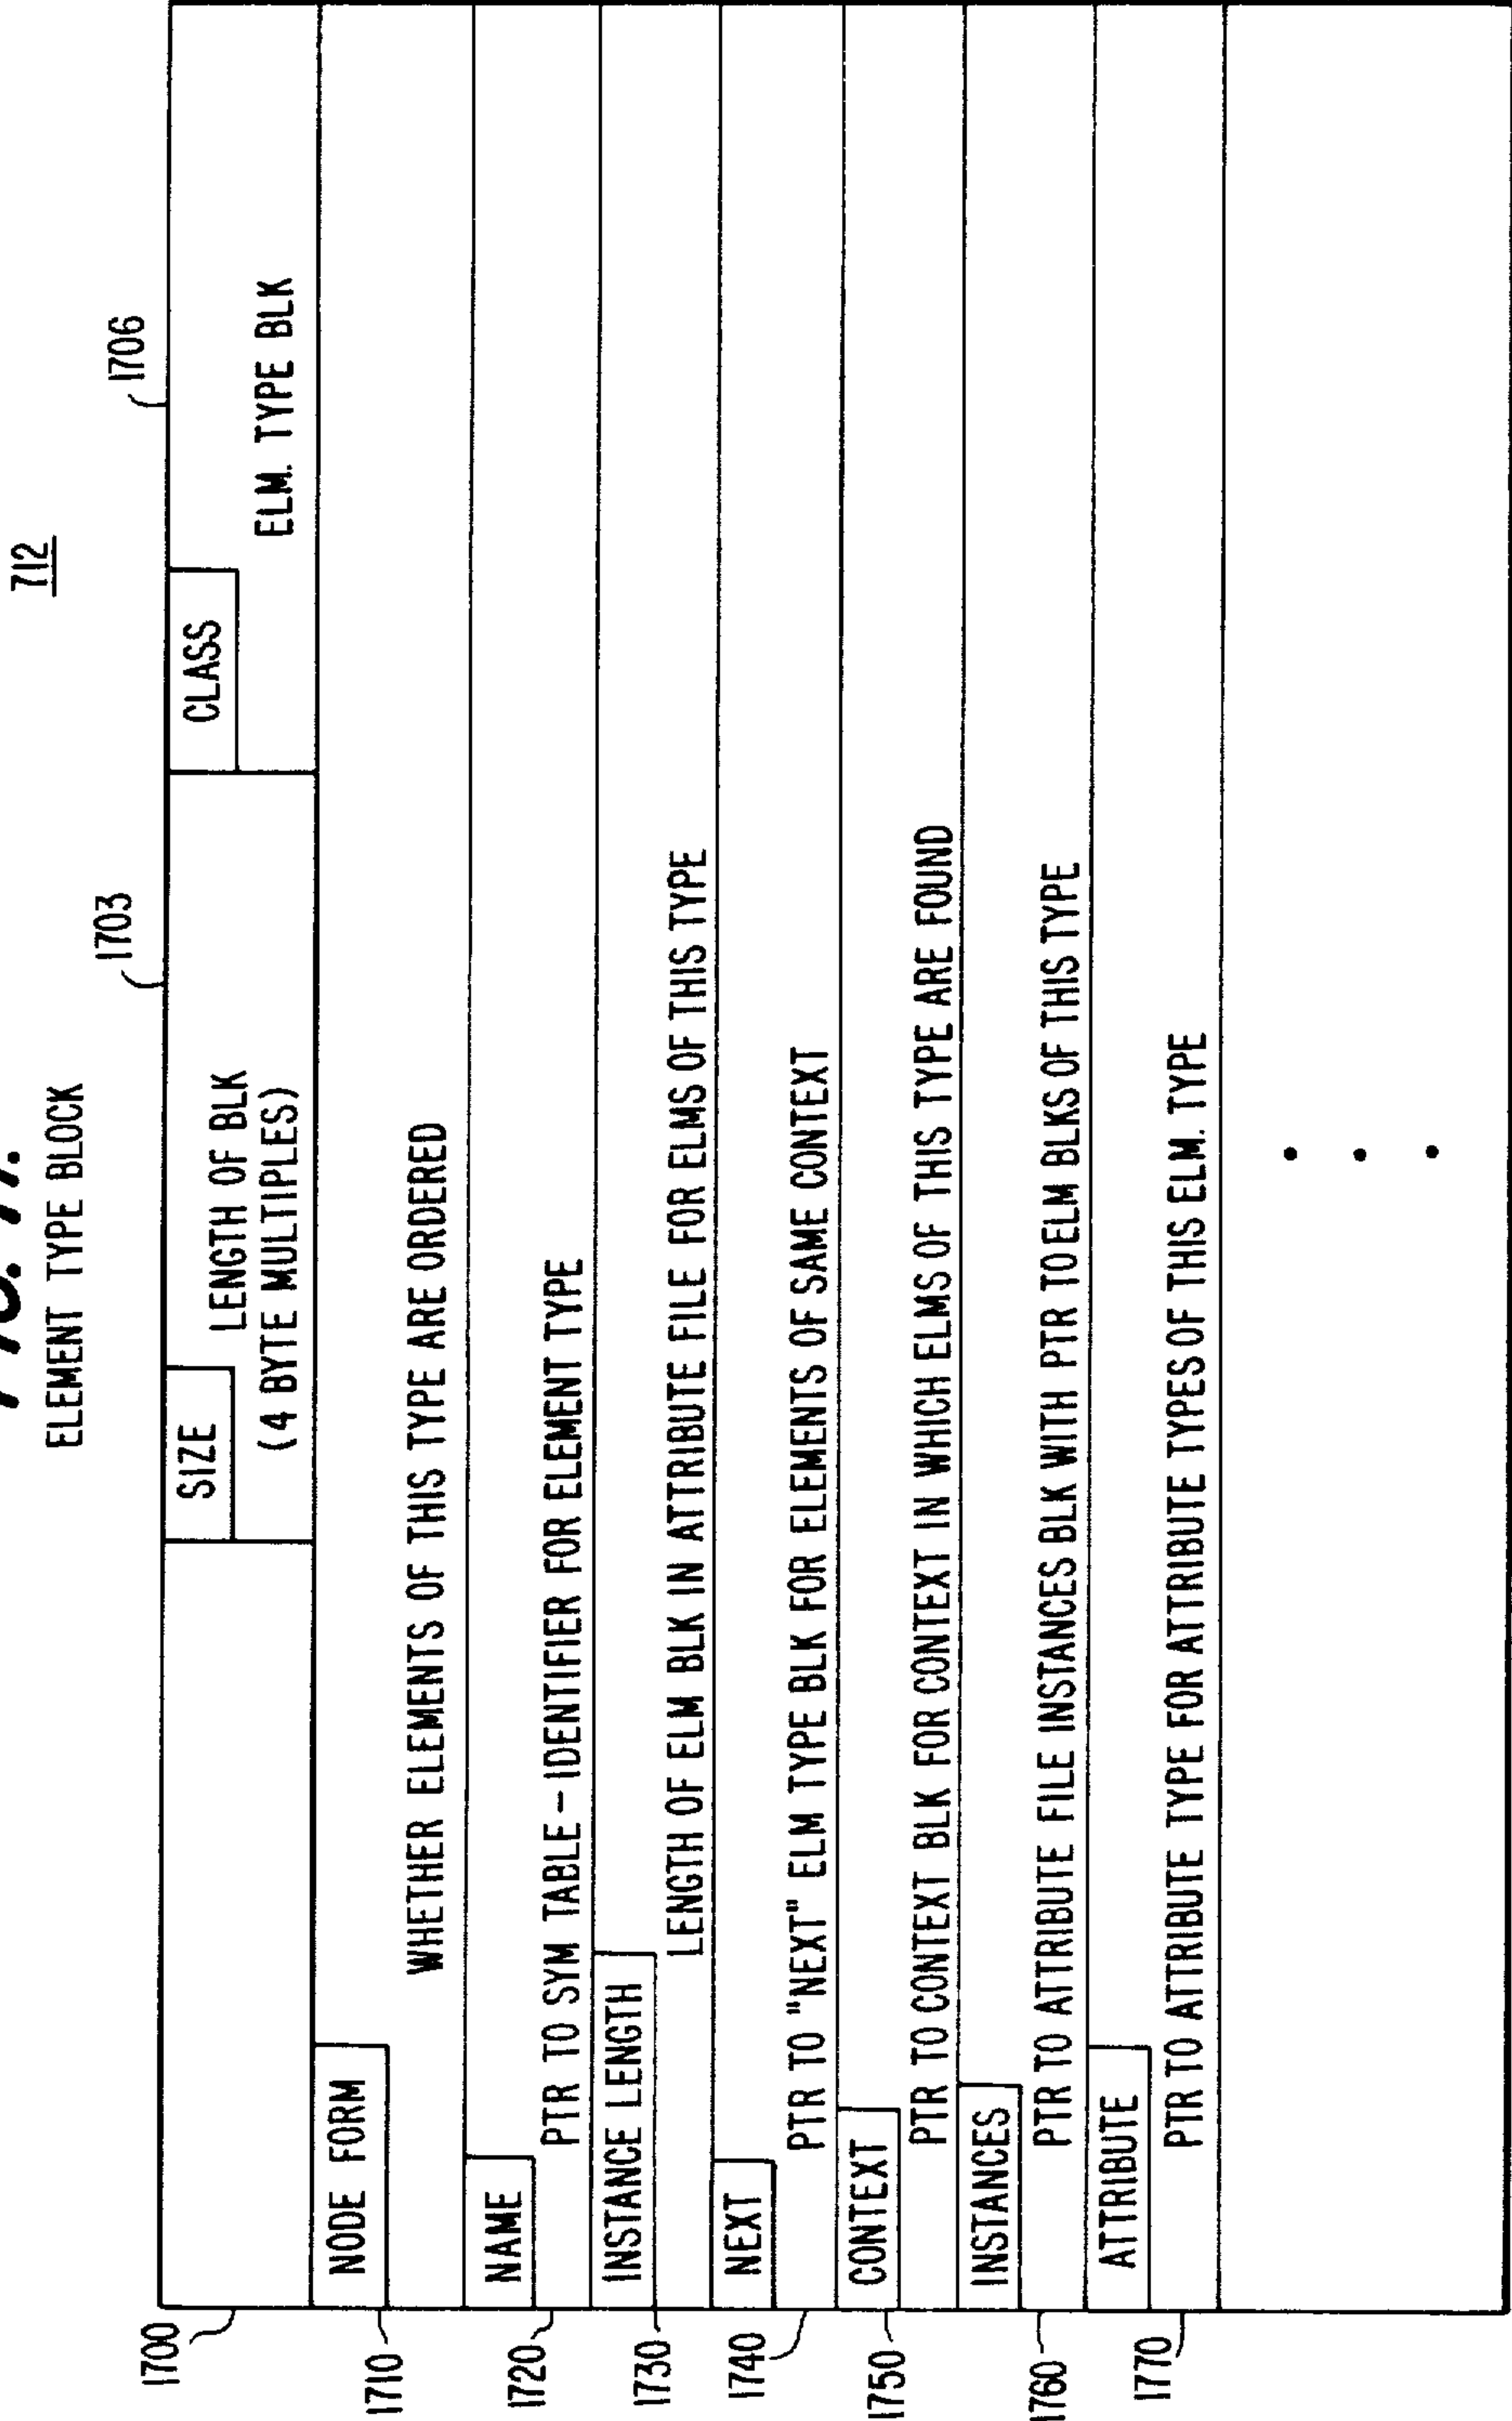 FIG. 17.
ELEMENT TYPE BLOCK
712
1703
1706
1700
SIZE
LENGTH OF BLK
(4 BYTE MULTIPLES)
CLASS
ELM. TYPE BLK
1710
NODE FORM
WHETHER ELEMENTS OF THIS TYPE ARE ORDERED
1720
NAME
PTR TO SYM TABLE - IDENTIFIER FOR ELEMENT TYPE
1730
INSTANCE LENGTH
LENGTH OF ELM BLK IN ATTRIBUTE FILE FOR ELMS OF THIS TYPE
1740
NEXT
PTR TO "NEXT" ELM TYPE BLK FOR ELEMENTS OF SAME CONTEXT
1750
CONTEXT
PTR TO CONTEXT BLK FOR CONTEXT IN WHICH ELMS OF THIS TYPE ARE FOUND
1760
INSTANCES
PTR TO ATTRIBUTE FILE INSTANCES BLK WITH PTR TO ELM BLKS OF THIS TYPE
1770
ATTRIBUTE
PTR TO ATTRIBUTE TYPE FOR ATTRIBUTE TYPES OF THIS ELM. TYPE